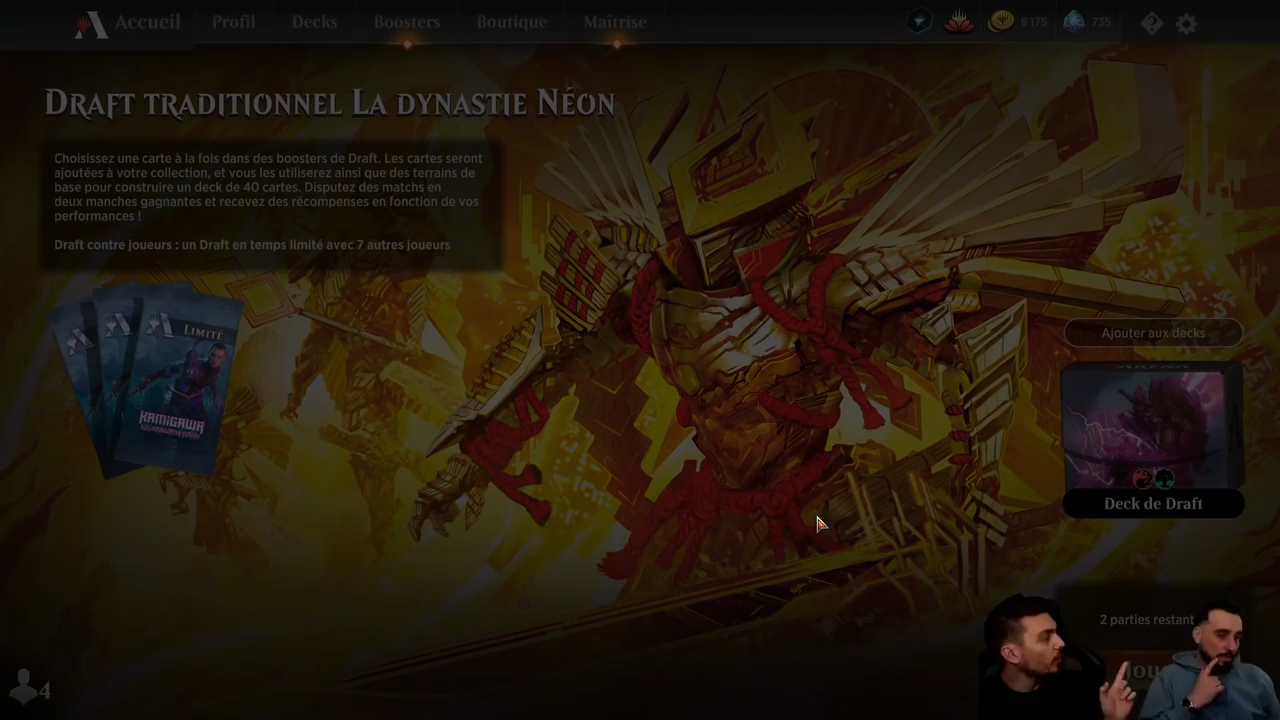 Accueil
Profil
Decks
Boosters
Boutique
Maîtrise
8 175
735
Draft traditionnel La dynastie Néon
Choisissez une carte à la fois dans des boosters de Draft. Les cartes seront
ajoutées à votre collection, et vous les utiliserez ainsi que des terrains de
base pour construire un deck de 40 cartes. Disputez des matchs en
deux manches gagnantes et recevez des récompenses en fonction de vos
performances !
Draft contre joueurs : un Draft en temps limité avec 7 autres joueurs
Limité
KAMIGAWA
Ajouter aux decks
ARENA
Deck de Draft
2 parties restant
Jou
4